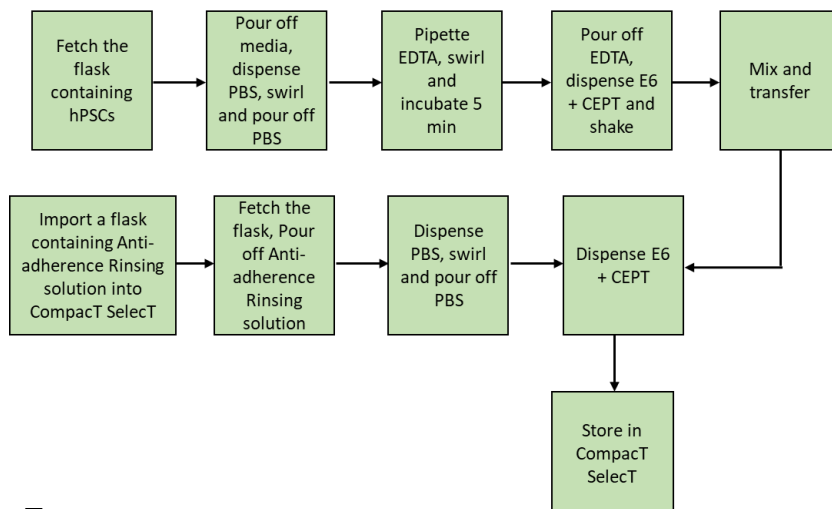 Fetch the
flask
containing
hPSCs
Pour off
media,
dispense
PBS, swirl
and pour off
PBS
Pipette
EDTA, swirl
and
incubate 5
min
Pour off
EDTA,
dispense E6
+ CEPT and
shake
Mix and
transfer
Import a flask
containing Anti-
adherence Rinsing
solution into
CompacT SelecT
Fetch the
flask, Pour
off Anti-
adherence
Rinsing
solution
Dispense
PBS, swirl
and pour off
PBS
Dispense E6
+ CEPT
Store in
CompacT
SelecT